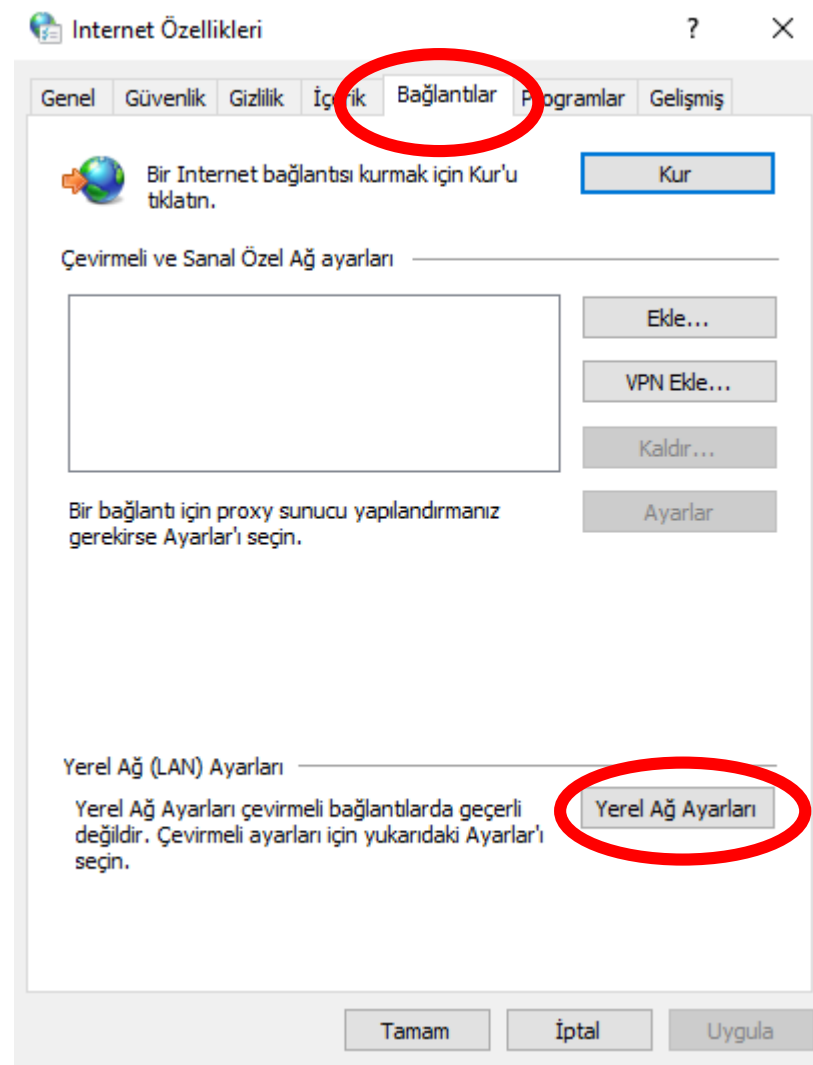 Internet Özellikleri
?
Genel Güvenlik Gizlilik İçerik Bağlantılar Programlar Gelişmiş
Bir Internet bağlantısı kurmak için Kur'u
tıklatın.
Kur
Çevirmeli ve Sanal Özel Ağ ayarları
Ekle...
VPN Ekle...
Kaldır...
Bir bağlantı için proxy sunucu yapılandırmanız
gerekirse Ayarlar'ı seçin.
Ayarlar
Yerel Ağ (LAN) Ayarları
Yerel Ağ Ayarları çevirmeli bağlantılarda geçerli
değildir. Çevirmeli ayarları için yukarıdaki Ayarlar'ı
seçin.
Yerel Ağ Ayarları
Tamam İptal Uygula